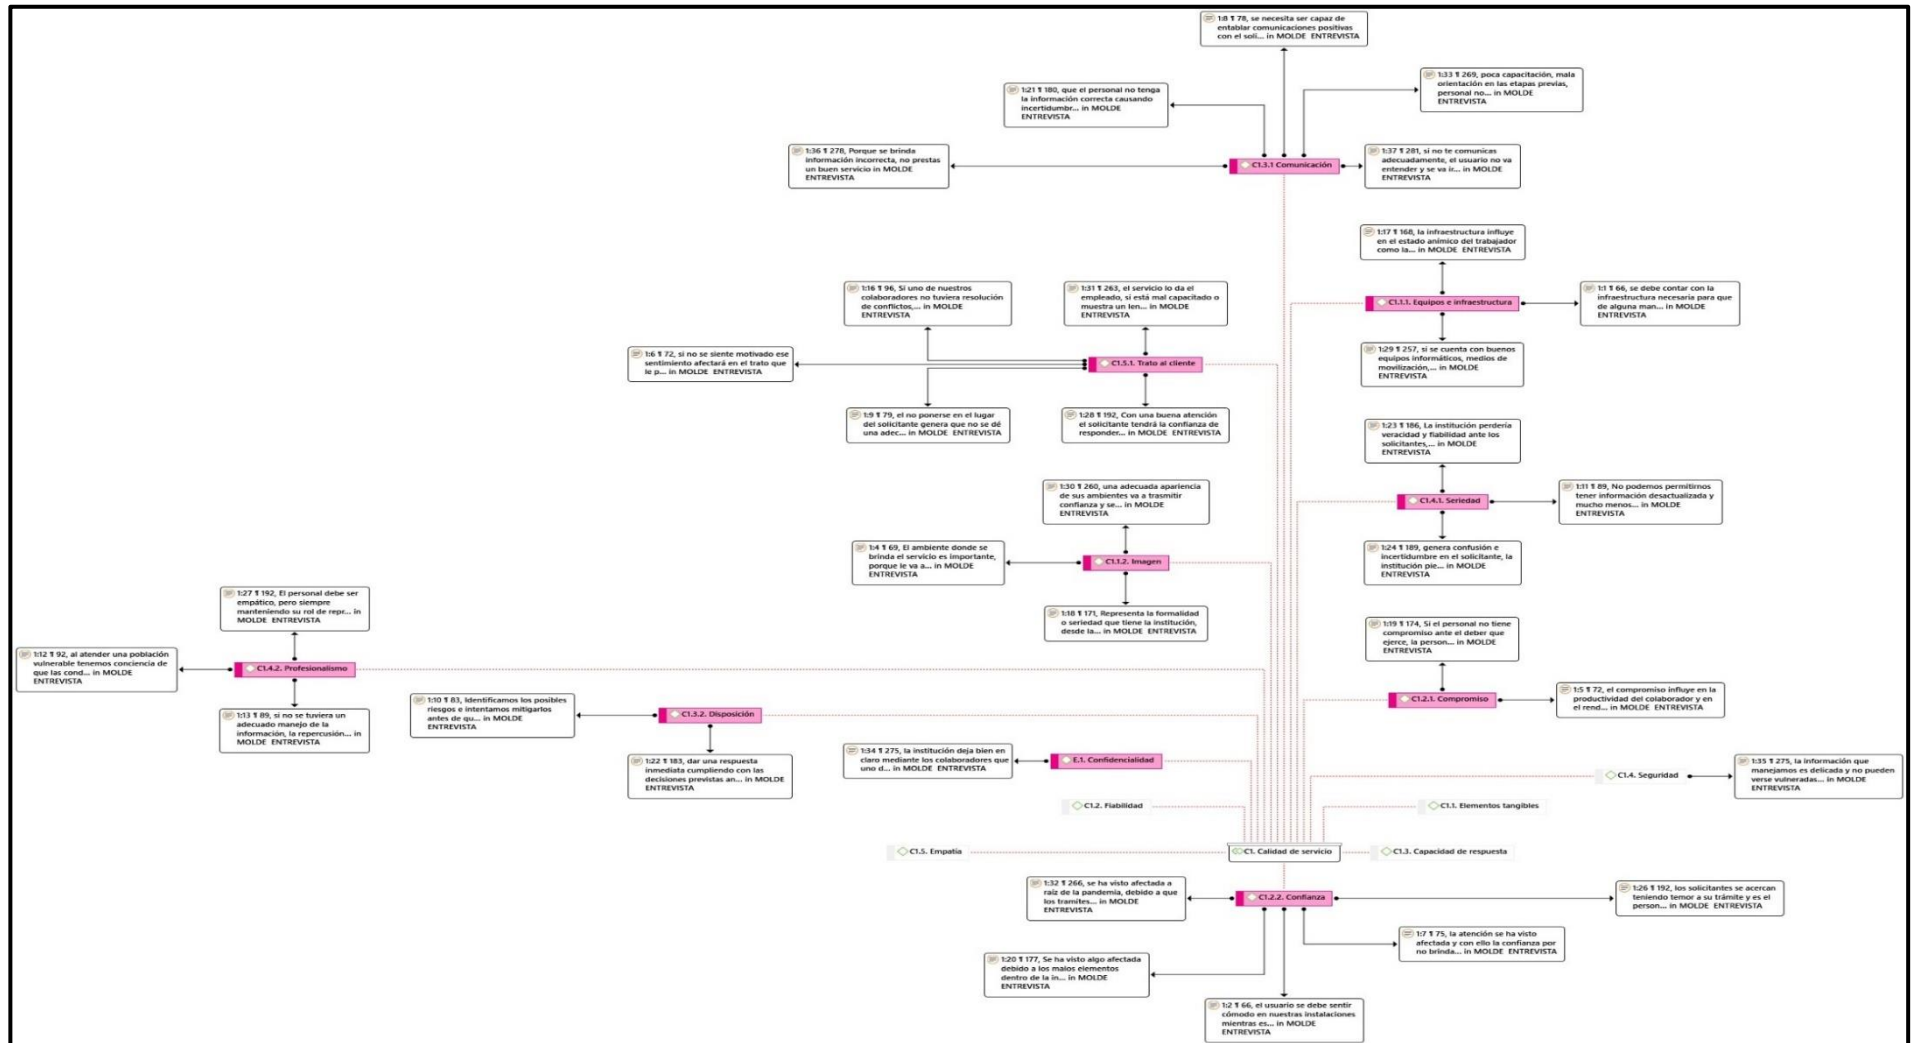 1:8 ¶ 78, se necesita ser capaz de
entablar comunicaciones positivas
con el soli... in MOLDE
ENTREVISTA
1:33 ¶ 269, poca capacitación, mala
orientación en las etapas previas,
personal no... in MOLDE
ENTREVISTA
1:21 ¶ 180, que el personal no tenga
la información correcta causando
incertidumbr... in MOLDE
ENTREVISTA
1:36 ¶ 278, Porque se brinda
información incorrecta, no prestas
un buen servicio in MOLDE
ENTREVISTA
C1.3.1 Comunicación
1:37 ¶ 281, si no te comunicas
adecuadamente, el usuario no va
entender y se va ir... in MOLDE
ENTREVISTA
1:17 ¶ 168, la infraestructura influye
en el estado anímico del trabajador
como la... in MOLDE ENTREVISTA
1:16 ¶ 96, Si uno de nuestros
colaboradores no tuviera resolución
de conflictos,... in MOLDE
ENTREVISTA
1:31 ¶ 263, el servicio lo da el
empleado, si está mal capacitado o
muestra un len... in MOLDE
ENTREVISTA
C1.1.1. Equipos e infraestructura
1:1 ¶ 66, se debe contar con la
infraestructura necesaria para que
de alguna man... in MOLDE
ENTREVISTA
1:6 ¶ 72, si no se siente motivado ese
sentimiento afectará en el trato que
le p... in MOLDE ENTREVISTA
C1.5.1. Trato al cliente
1:29 ¶ 257, si se cuenta con buenos
equipos informáticos, medios de
movilización,... in MOLDE
ENTREVISTA
1:9 ¶ 79, el no ponerse en el lugar
del solicitante genera que no se dé
una adec... in MOLDE ENTREVISTA
1:28 ¶ 192, Con una buena atención
el solicitante tendrá la confianza de
responder... in MOLDE ENTREVISTA
1:23 ¶ 186, La institución perdería
veracidad y fiabilidad ante los
solicitantes,... in MOLDE
ENTREVISTA
1:30 ¶ 260, una adecuada apariencia
de sus ambientes va a trasmitir
confianza y se... in MOLDE
ENTREVISTA
C1.4.1. Seriedad
1:11 ¶ 89, No podemos permitirnos
tener información desactualizada y
mucho menos... in MOLDE
ENTREVISTA
1:4 ¶ 69, El ambiente donde se
brinda el servicio es importante,
porque le va a... in MOLDE
ENTREVISTA
C1.1.2. Imagen
1:24 ¶ 189, genera confusión e
incertidumbre en el solicitante, la
institución pie... in MOLDE
ENTREVISTA
1:27 ¶ 192, El personal debe ser
empático, pero siempre
manteniendo su rol de repr... in
MOLDE ENTREVISTA
1:18 ¶ 171, Representa la formalidad
o seriedad que tiene la institución,
desde la... in MOLDE ENTREVISTA
1:19 ¶ 174, Si el personal no tiene
compromiso ante el deber que
ejerce, la person... in MOLDE
ENTREVISTA
1:12 ¶ 92, al atender una población
vulnerable tenemos conciencia de
que las cond... in MOLDE
ENTREVISTA
C1.4.2. Profesionalismo
1:10 ¶ 83, Identificamos los posibles
riesgos e intentamos mitigarlos
antes de qu... in MOLDE
ENTREVISTA
C1.3.2. Disposición
C1.2.1. Compromiso
1:5 ¶ 72, el compromiso influye en la
productividad del colaborador y en
el rend... in MOLDE ENTREVISTA
1:13 ¶ 89, si no se tuviera un
adecuado manejo de la
información, la repercusión... in
MOLDE ENTREVISTA
1:22 ¶ 183, dar una respuesta
inmediata cumpliendo con las
decisiones previstas an... in MOLDE
ENTREVISTA
1:34 ¶ 275, la institución deja bien en
claro mediante los colaboradores que
uno d... in MOLDE ENTREVISTA
E.1. Confidencialidad
C1.4. Seguridad
1:35 ¶ 275, la información que
manejamos es delicada y no pueden
verse vulneradas... in MOLDE
ENTREVISTA
C1.2. Fiabilidad
C1.1. Elementos tangibles
C1.5. Empatía
C1. Calidad de servicio
C1.3. Capacidad de respuesta
1:32 ¶ 266, se ha visto afectada a
raíz de la pandemia, debido a que
los tramites... in MOLDE
ENTREVISTA
C1.2.2. Confianza
1:26 ¶ 192, los solicitantes se acercan
teniendo temor a su trámite y es el
person... in MOLDE ENTREVISTA
1:7 ¶ 75, la atención se ha visto
afectada y con ello la confianza por
no brinda... in MOLDE ENTREVISTA
1:20 ¶ 177, Se ha visto algo afectada
debido a los malos elementos
dentro de la in... in MOLDE
ENTREVISTA
1:2 ¶ 66, el usuario se debe sentir
cómodo en nuestras instalaciones
mientras es... in MOLDE
ENTREVISTA